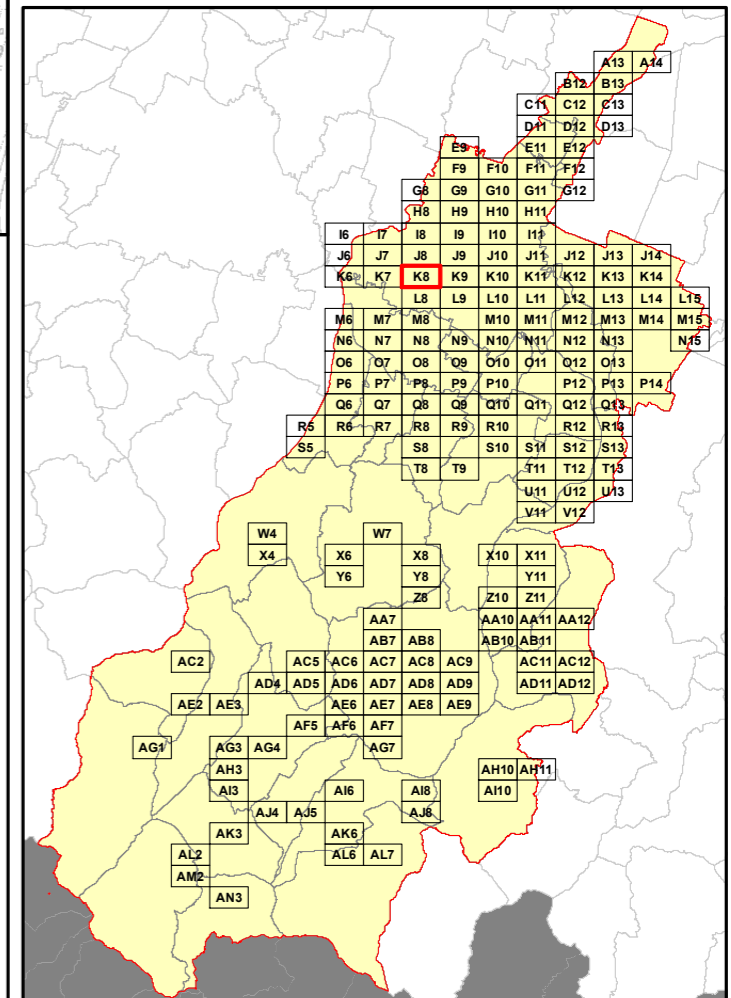 A13 A14
B12 B13
C11 C12 C13
D11 D12 D13
E9 E11 E12
F9 F10 F11 F12
G8 G9 G10 G11 G12
H8 H9 H10 H11
I6 I7 I8 I9 I10 I11
J6 J7 J8 J9 J10 J11 J12 J13 J14
K6 K7 K8 K9 K10 K11 K12 K13 K14
L8 L9 L10 L11 L12 L13 L14 L15
M6 M7 M8 M10 M11 M12 M13 M14 M15
N6 N7 N8 N9 N10 N11 N12 N13 N15
O6 O7 O8 O9 O10 O11 O12 O13
P6 P7 P8 P9 P10 P12 P13 P14
Q6 Q7 Q8 Q9 Q10 Q11 Q12 Q13
R5 R6 R7 R8 R9 R10 R12 R13
S5 S8 S10 S11 S12 S13
T8 T9 T11 T12 T13
U11 U12 U13
V11 V12
W4 W7
X4 X6 X8 X10 X11
Y6 Y8 Y11
Z8 Z10 Z11
AA7 AA10 AA11 AA12
AB7 AB8 AB10 AB11
AC2 AC5 AC6 AC7 AC8 AC9 AC11 AC12
AD4 AD5 AD6 AD7 AD8 AD9 AD11 AD12
AE2 AE3 AE6 AE7 AE8 AE9
AF5 AF6 AF7
AG1 AG3 AG4 AG7
AH3 AH10 AH11
AI3 AI6 AI8 AI10
AJ4 AJ5 AJ8
AK3 AK6
AL2 AL6 AL7
AM2
AN3